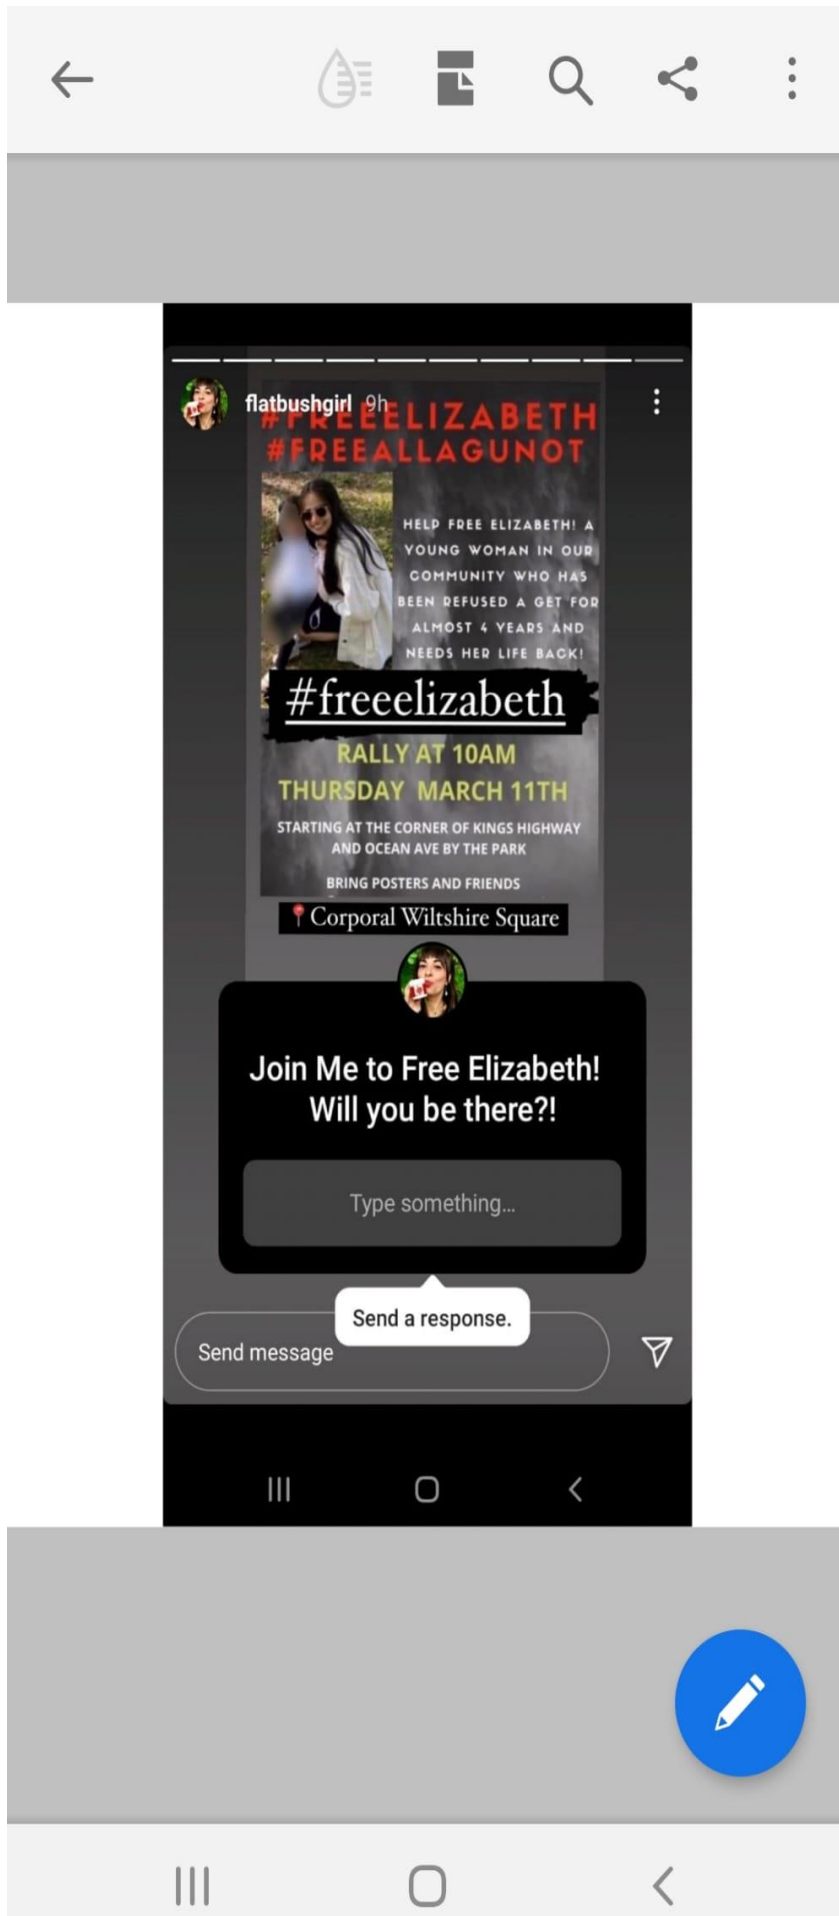 flatbushgirl 9h
#FREEELIZABETH
#FREEALLAGUNOT
HELP FREE ELIZABETH! A
YOUNG WOMAN IN OUR
COMMUNITY WHO HAS
BEEN REFUSED A GET FOR
ALMOST 4 YEARS AND
NEEDS HER LIFE BACK!
#freeelizabeth
RALLY AT 10AM
THURSDAY MARCH 11TH
STARTING AT THE CORNER OF KINGS HIGHWAY
AND OCEAN AVE BY THE PARK
BRING POSTERS AND FRIENDS
📍 Corporal Wiltshire Square
Join Me to Free Elizabeth!
Will you be there?!
Type something...
Send a response.
Send message